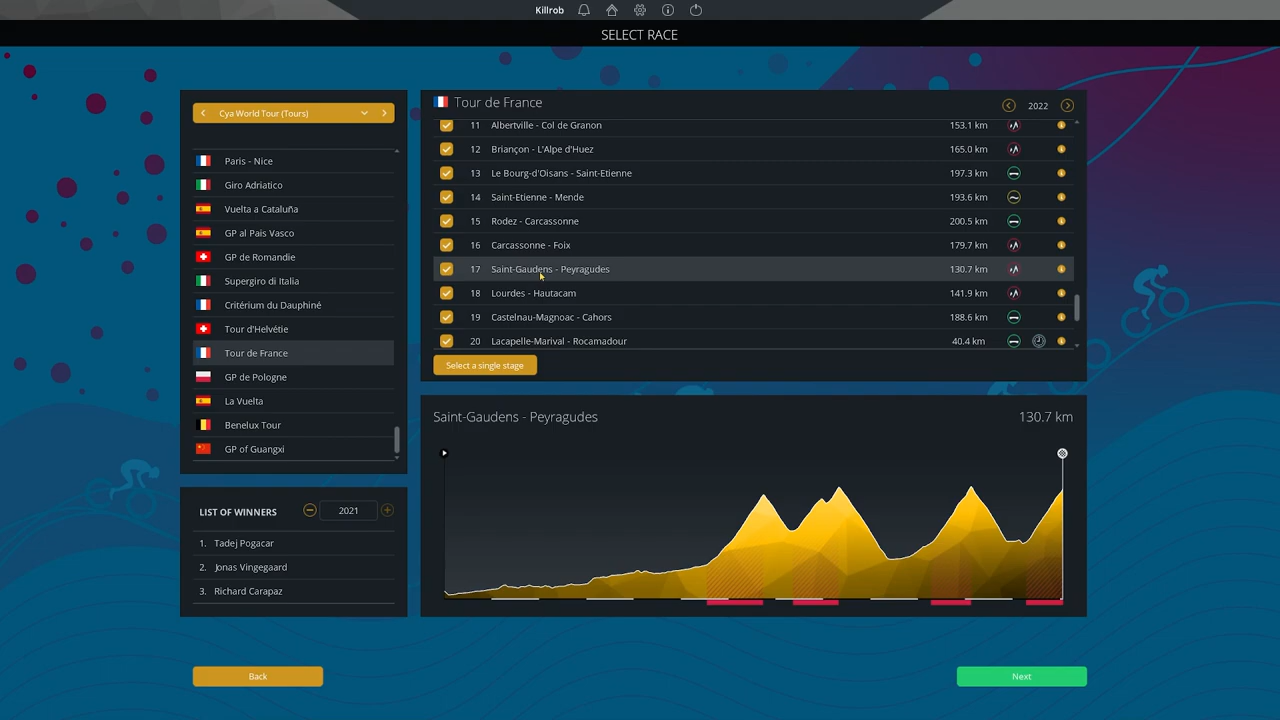 Killrob
SELECT RACE
Cya World Tour (Tours)
Paris - Nice
Giro Adriatico
Vuelta a Cataluña
GP al Pais Vasco
GP de Romandie
Supergiro di Italia
Critérium du Dauphiné
Tour d'Helvétie
Tour de France
GP de Pologne
La Vuelta
Benelux Tour
GP of Guangxi
LIST OF WINNERS 2021
1. Tadej Pogacar
2. Jonas Vingegaard
3. Richard Carapaz
Tour de France 2022
11 Albertville - Col de Granon 153.1 km
12 Briançon - L'Alpe d'Huez 165.0 km
13 Le Bourg-d'Oisans - Saint-Etienne 197.3 km
14 Saint-Etienne - Mende 193.6 km
15 Rodez - Carcassonne 200.5 km
16 Carcassonne - Foix 179.7 km
17 Saint-Gaudens - Peyragudes 130.7 km
18 Lourdes - Hautacam 141.9 km
19 Castelnau-Magnoac - Cahors 188.6 km
20 Lacapelle-Marival - Rocamadour 40.4 km
Select a single stage
Saint-Gaudens - Peyragudes 130.7 km
Back
Next